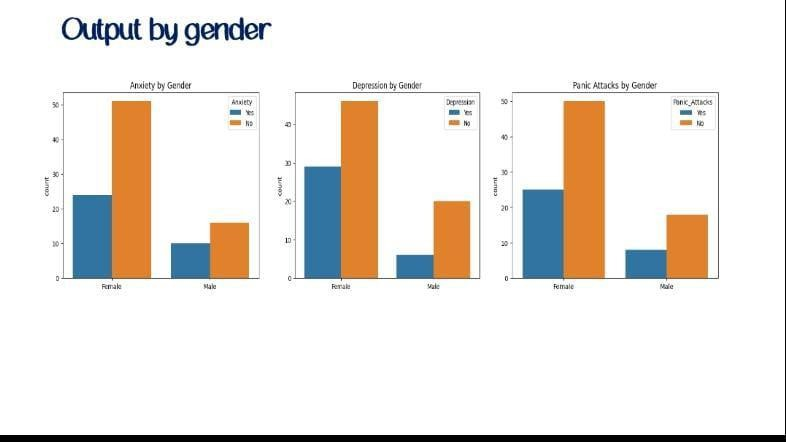 Output by gender
Anxiety by Gender
Anxiety
Yes
No
50
40
30
20
10
0
count
Female
Male
Depression by Gender
Depression
Yes
No
40
30
20
10
0
count
Female
Male
Panic Attacks by Gender
Panic_Attacks
Yes
No
50
40
30
20
10
0
count
Female
Male